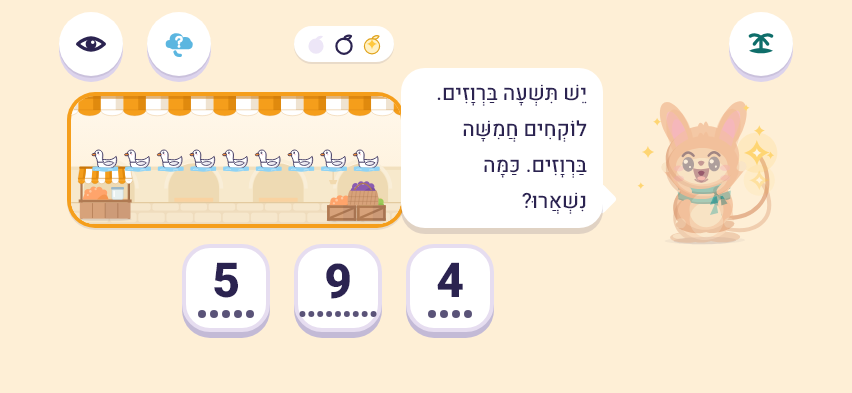 יֵשׁ תִּשְׁעָה בַּרְוָזִים.
לוֹקְחִים חֲמִשָּׁה
בַּרְוָזִים. כַּמָּה
נִשְׁאֲרוּ?
5
9
4